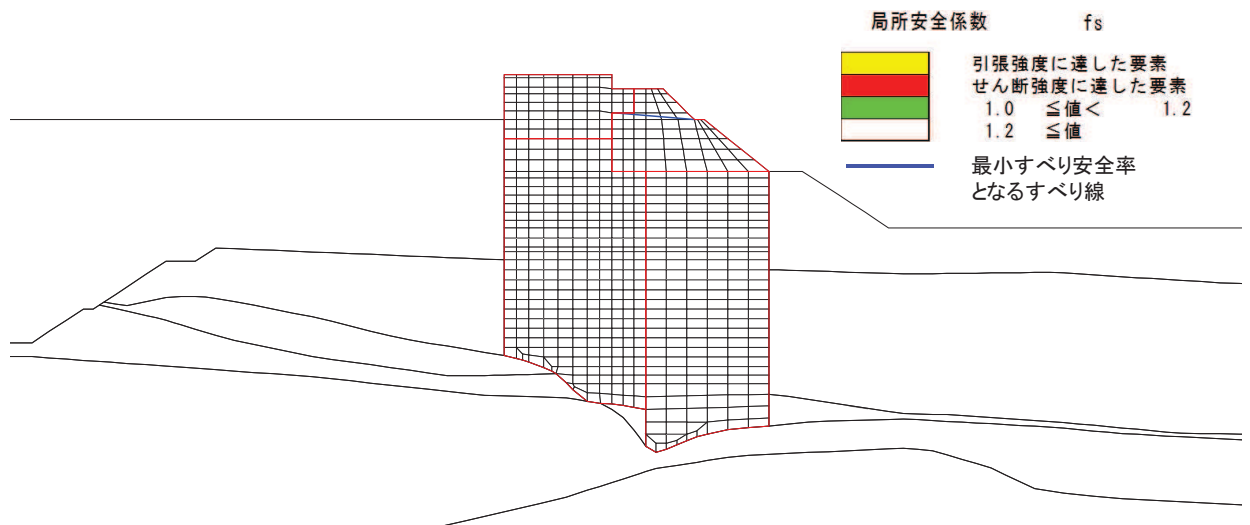 局所安全係数 fs
引張強度に達した要素
せん断強度に達した要素
1.0 ≦値< 1.2
1.2 ≦値
最小すべり安全率
となるすべり線